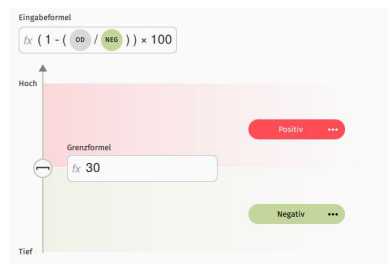 Eingabeformel
fx ( 1 - ( OD / NEG ) ) × 100
Hoch
Positiv •••
Grenzformel
fx 30
Negativ •••
Tief